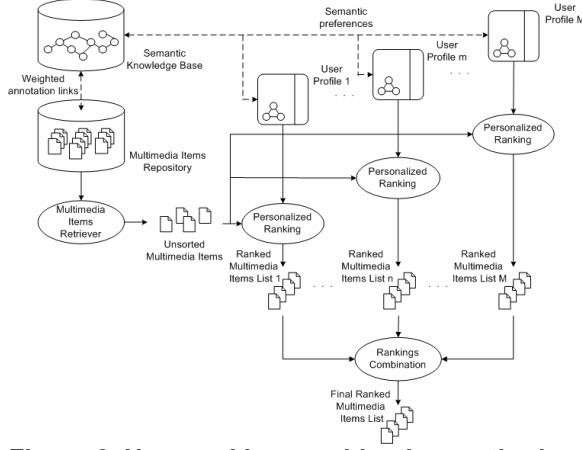 Semantic
preferences
User
Profile M
Semantic
Knowledge Base
User
Profile 1
. . .
User
Profile m
. . .
Weighted
annotation links
Multimedia Items
Repository
Personalized
Ranking
Personalized
Ranking
Multimedia
Items
Retriever
Unsorted
Multimedia Items
Personalized
Ranking
Ranked
Multimedia
Items List 1
. . .
Ranked
Multimedia
Items List n
. . .
Ranked
Multimedia
Items List M
Rankings
Combination
Final Ranked
Multimedia
Items List